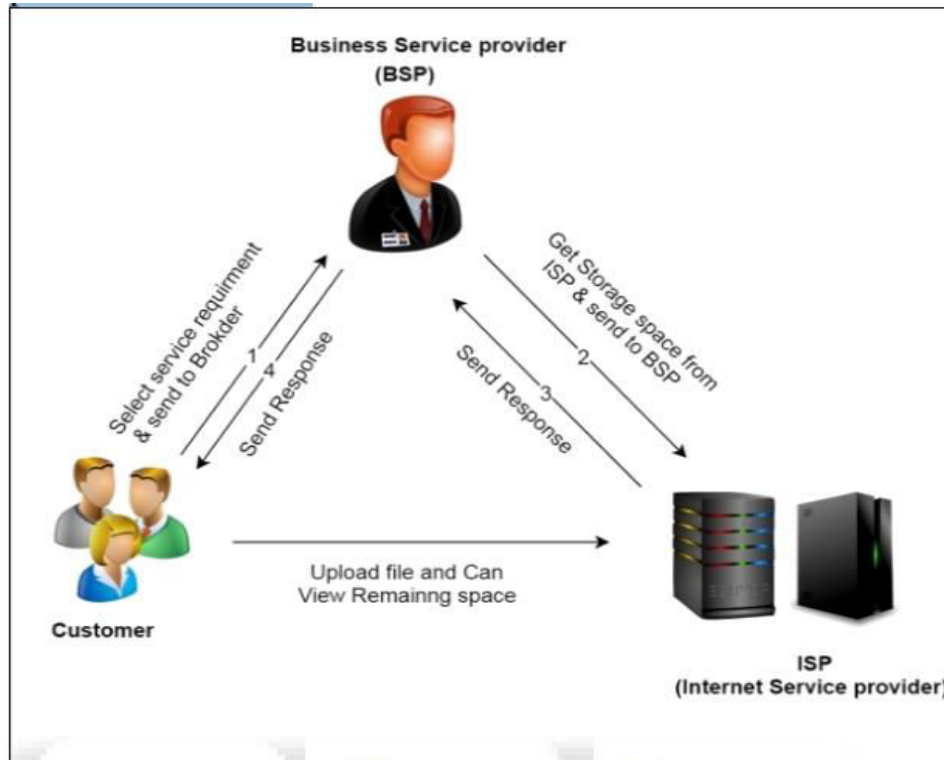 Business Service provider
(BSP)
Select service requirment
& send to Brokder
1
4
Send Response
Get Storage space from
ISP & send to BSP
2
3
Send Response
Upload file and Can
View Remainng space
Customer
ISP
(Internet Service provider)